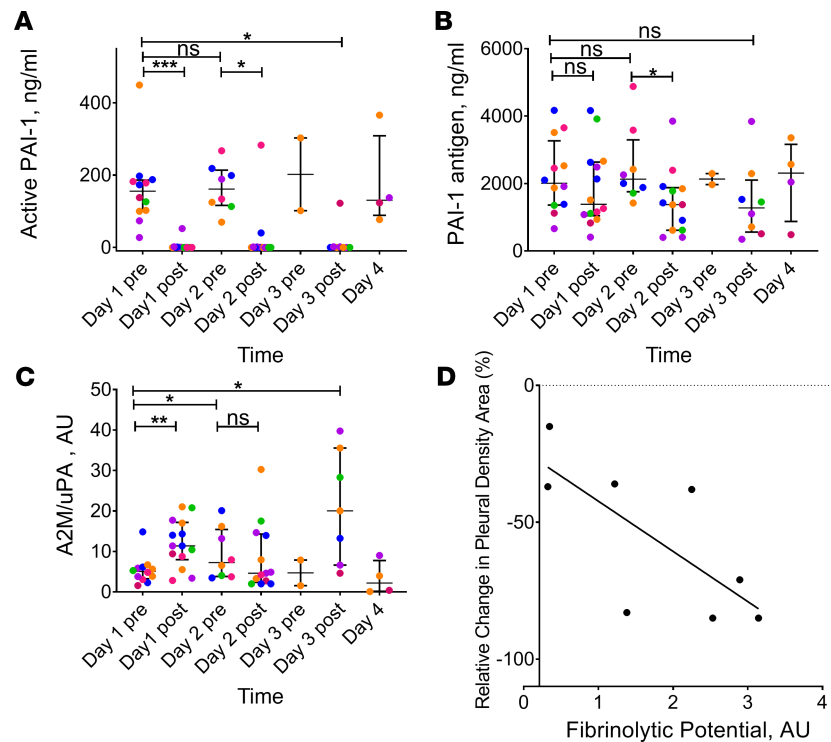 A
Active PAI-1, ng/ml
400
200
0
*
ns
***
*
Day 1 pre
Day1 post
Day 2 pre
Day 2 post
Day 3 pre
Day 3 post
Day 4
Time
B
PAI-1 antigen, ng/ml
6000
4000
2000
0
ns
ns
ns
*
Day 1 pre
Day1 post
Day 2 pre
Day 2 post
Day 3 pre
Day 3 post
Day 4
Time
C
A2M/uPA , AU
50
40
30
20
10
0
*
*
**
ns
Day 1 pre
Day1 post
Day 2 pre
Day 2 post
Day 3 pre
Day 3 post
Day 4
Time
D
Relative Change in Pleural Density Area (%)
0
-50
-100
0
1
2
3
4
Fibrinolytic Potential, AU